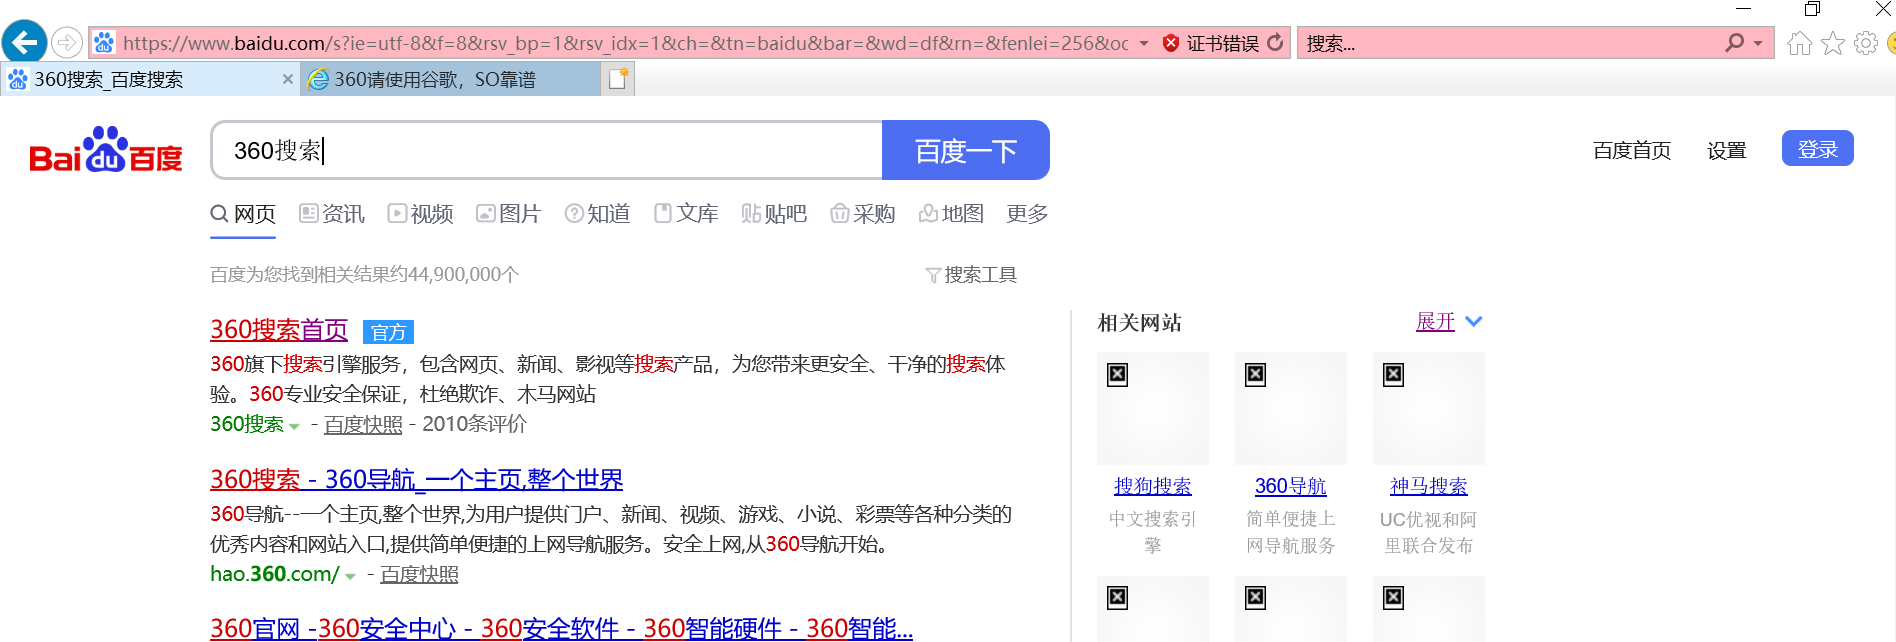 https://www.baidu.com/s?ie=utf-8&f=8&rsv_bp=1&rsv_idx=1&ch=&tn=baidu&bar=&wd=df&rn=&fenlei=256&oc 证书错误 搜索...
360搜索_百度搜索 360请使用谷歌，SO靠谱
Bai du 百度 360搜索 百度一下 百度首页 设置 登录
网页 资讯 视频 图片 知道 文库 贴吧 采购 地图 更多
百度为您找到相关结果约44,900,000个 搜索工具
360搜索首页 官方
360旗下搜索引擎服务，包含网页、新闻、影视等搜索产品，为您带来更安全、干净的搜索体
验。360专业安全保证，杜绝欺诈、木马网站
360搜索 - 百度快照 - 2010条评价
360搜索 - 360导航_一个主页,整个世界
360导航--一个主页,整个世界,为用户提供门户、新闻、视频、游戏、小说、彩票等各种分类的
优秀内容和网站入口,提供简单便捷的上网导航服务。安全上网,从360导航开始。
hao.360.com/ - 百度快照
360官网 -360安全中心 - 360安全软件 - 360智能硬件 - 360智能...
相关网站 展开
搜狗搜索 360导航 神马搜索
中文搜索引 简单便捷上 UC优视和阿
擎 网导航服务 里联合发布